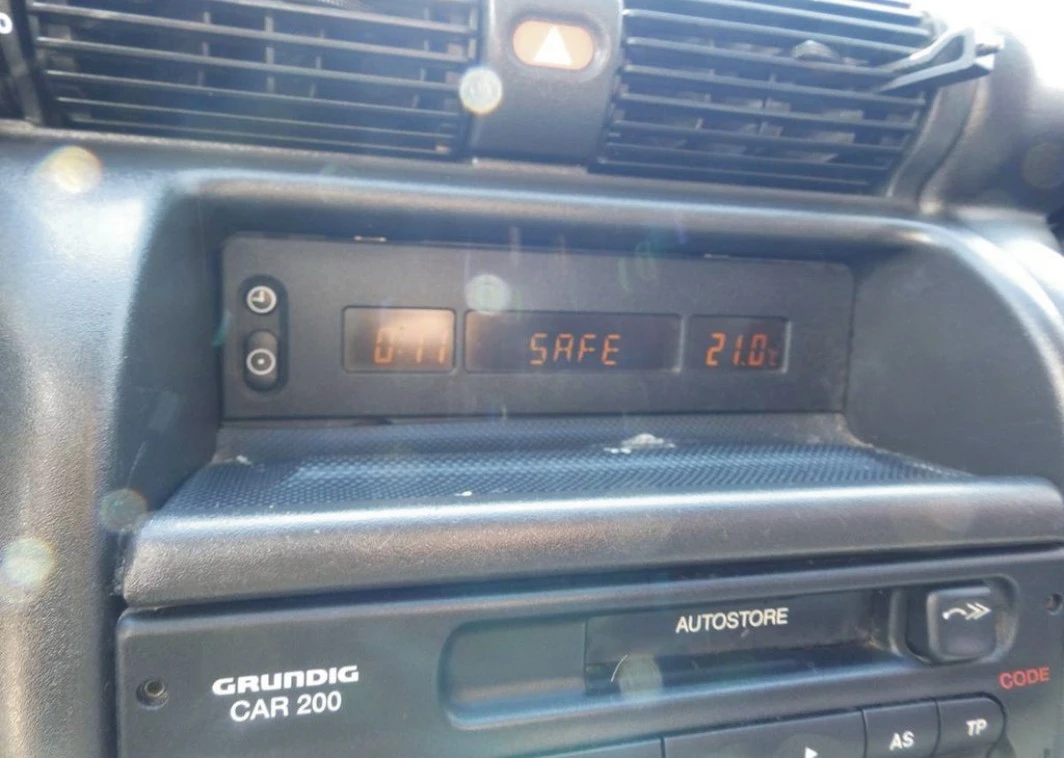 0:11 SAFE 21.0°C
AUTOSTORE
GRUNDIG
CAR 200
CODE
AS
TP